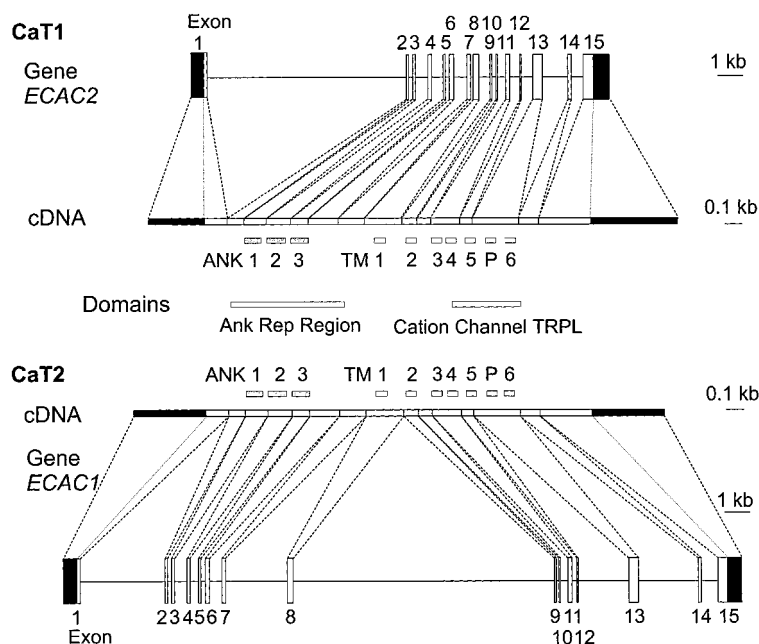 CaT1
Exon
6 8 10 12
1 2 3 4 5 7 9 11 13 14 15
Gene
ECAC2
1 kb
cDNA
0.1 kb
ANK 1 2 3 TM 1 2 3 4 5 P 6
Domains
Ank Rep Region
Cation Channel TRPL
CaT2
ANK 1 2 3 TM 1 2 3 4 5 P 6
cDNA
0.1 kb
Gene
ECAC1
1 kb
1 2 3 4 5 6 7 8 9 11 13 14 15
Exon
10 12